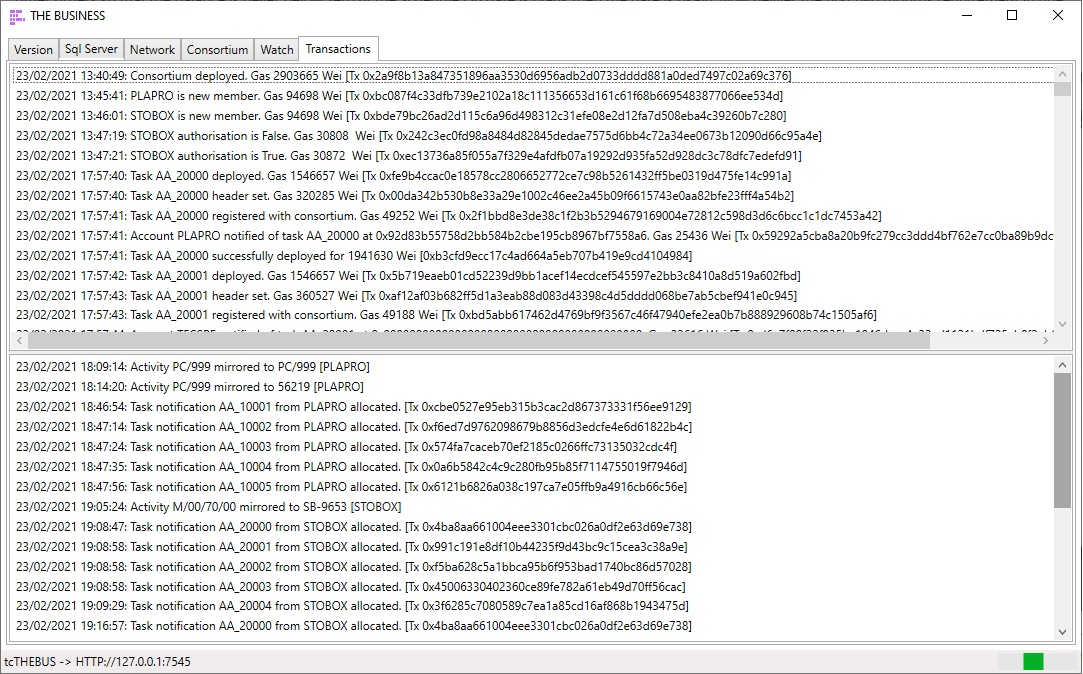 THE BUSINESS
Version Sql Server Network Consortium Watch Transactions
23/02/2021 13:40:49: Consortium deployed. Gas 2903665 Wei [Tx 0x2a9f8b13a847351896aa3530d6956adb2d0733dddd881a0ded7497c02a69c376]
23/02/2021 13:45:41: PLAPRO is new member. Gas 94698 Wei [Tx 0xbc087f4c33dfb739e2102a18c111356653d161c61f68b6695483877066ee534d]
23/02/2021 13:46:01: STOBOX is new member. Gas 94698 Wei [Tx 0xbde79bc26ad2d115c6a96d498312c31efe08e2d12fa7d508eba4c39260b7c280]
23/02/2021 13:47:19: STOBOX authorisation is False. Gas 30808  Wei [Tx 0x242c3ec0fd98a8484d82845dedae7575d6bb4c72a34ee0673b12090d66c95a4e]
23/02/2021 13:47:21: STOBOX authorisation is True. Gas 30872  Wei [Tx 0xec13736a85f055a7f329e4afdfb07a19292d935fa52d928dc3c78dfc7edefd91]
23/02/2021 17:57:40: Task AA_20000 deployed. Gas 1546657 Wei [Tx 0xfe9b4ccac0e18578cc2806652772ce7c98b5261432ff5be0319d475fe14c991a]
23/02/2021 17:57:40: Task AA_20000 header set. Gas 320285 Wei [Tx 0x00da342b530b8e33a29e1002c46ee2a45b09f6615743e0aa82bfe23fff4a54b2]
23/02/2021 17:57:41: Task AA_20000 registered with consortium. Gas 49252 Wei [Tx 0x2f1bbd8e3de38c1f2b3b5294679169004e72812c598d3d6c6bcc1c1dc7453a42]
23/02/2021 17:57:41: Account PLAPRO notified of task AA_20000 at 0x92d83b55758d2bb584b2cbe195cb8967bf7558a6. Gas 25436 Wei [Tx 0x59292a5cba8a20b9fc279cc3ddd4bf762e7cc0ba89b9dc
23/02/2021 17:57:41: Task AA_20000 successfully deployed for 1941630 Wei [0xb3cfd9ecc17c4ad664a5eb707b419e9cd4104984]
23/02/2021 17:57:42: Task AA_20001 deployed. Gas 1546657 Wei [Tx 0x5b719eaeb01cd52239d9bb1acef14ecdcef545597e2bb3c8410a8d519a602fbd]
23/02/2021 17:57:43: Task AA_20001 header set. Gas 360527 Wei [Tx 0xaf12af03b682ff5d1a3eab88d083d43398c4d5dddd068be7ab5cbef941e0c945]
23/02/2021 17:57:43: Task AA_20001 registered with consortium. Gas 49188 Wei [Tx 0xbd5abb617462d4769bf9f3567c46f47940efe2ea0b7b888929608b74c1505af6]
23/02/2021 18:09:14: Activity PC/999 mirrored to PC/999 [PLAPRO]
23/02/2021 18:14:20: Activity PC/999 mirrored to 56219 [PLAPRO]
23/02/2021 18:46:54: Task notification AA_10001 from PLAPRO allocated. [Tx 0xcbe0527e95eb315b3cac2d867373331f56ee9129]
23/02/2021 18:47:14: Task notification AA_10002 from PLAPRO allocated. [Tx 0xf6ed7d9762098679b8856d3edcfe4e6d61822b4c]
23/02/2021 18:47:24: Task notification AA_10003 from PLAPRO allocated. [Tx 0x574fa7caceb70ef2185c0266ffc73135032cdc4f]
23/02/2021 18:47:35: Task notification AA_10004 from PLAPRO allocated. [Tx 0x0a6b5842c4c9c280fb95b85f7114755019f7946d]
23/02/2021 18:47:56: Task notification AA_10005 from PLAPRO allocated. [Tx 0x6121b6826a038c197ca7e05ffb9a4916cb66c56e]
23/02/2021 19:05:24: Activity M/00/70/00 mirrored to SB-9653 [STOBOX]
23/02/2021 19:08:47: Task notification AA_20000 from STOBOX allocated. [Tx 0x4ba8aa661004eee3301cbc026a0df2e63d69e738]
23/02/2021 19:08:58: Task notification AA_20001 from STOBOX allocated. [Tx 0x991c191e8df10b44235f9d43bc9c15cea3c38a9e]
23/02/2021 19:08:58: Task notification AA_20002 from STOBOX allocated. [Tx 0xf5ba628c5a1bbca95b6f953bad1740bc86d57028]
23/02/2021 19:08:58: Task notification AA_20003 from STOBOX allocated. [Tx 0x45006330402360ce89fe782a61eb49d70ff56cac]
23/02/2021 19:09:29: Task notification AA_20004 from STOBOX allocated. [Tx 0x3f6285c7080589c7ea1a85cd16af868b1943475d]
23/02/2021 19:16:57: Task notification AA_20000 from STOBOX allocated. [Tx 0x4ba8aa661004eee3301cbc026a0df2e63d69e738]
tcTHEBUS -> HTTP://127.0.0.1:7545